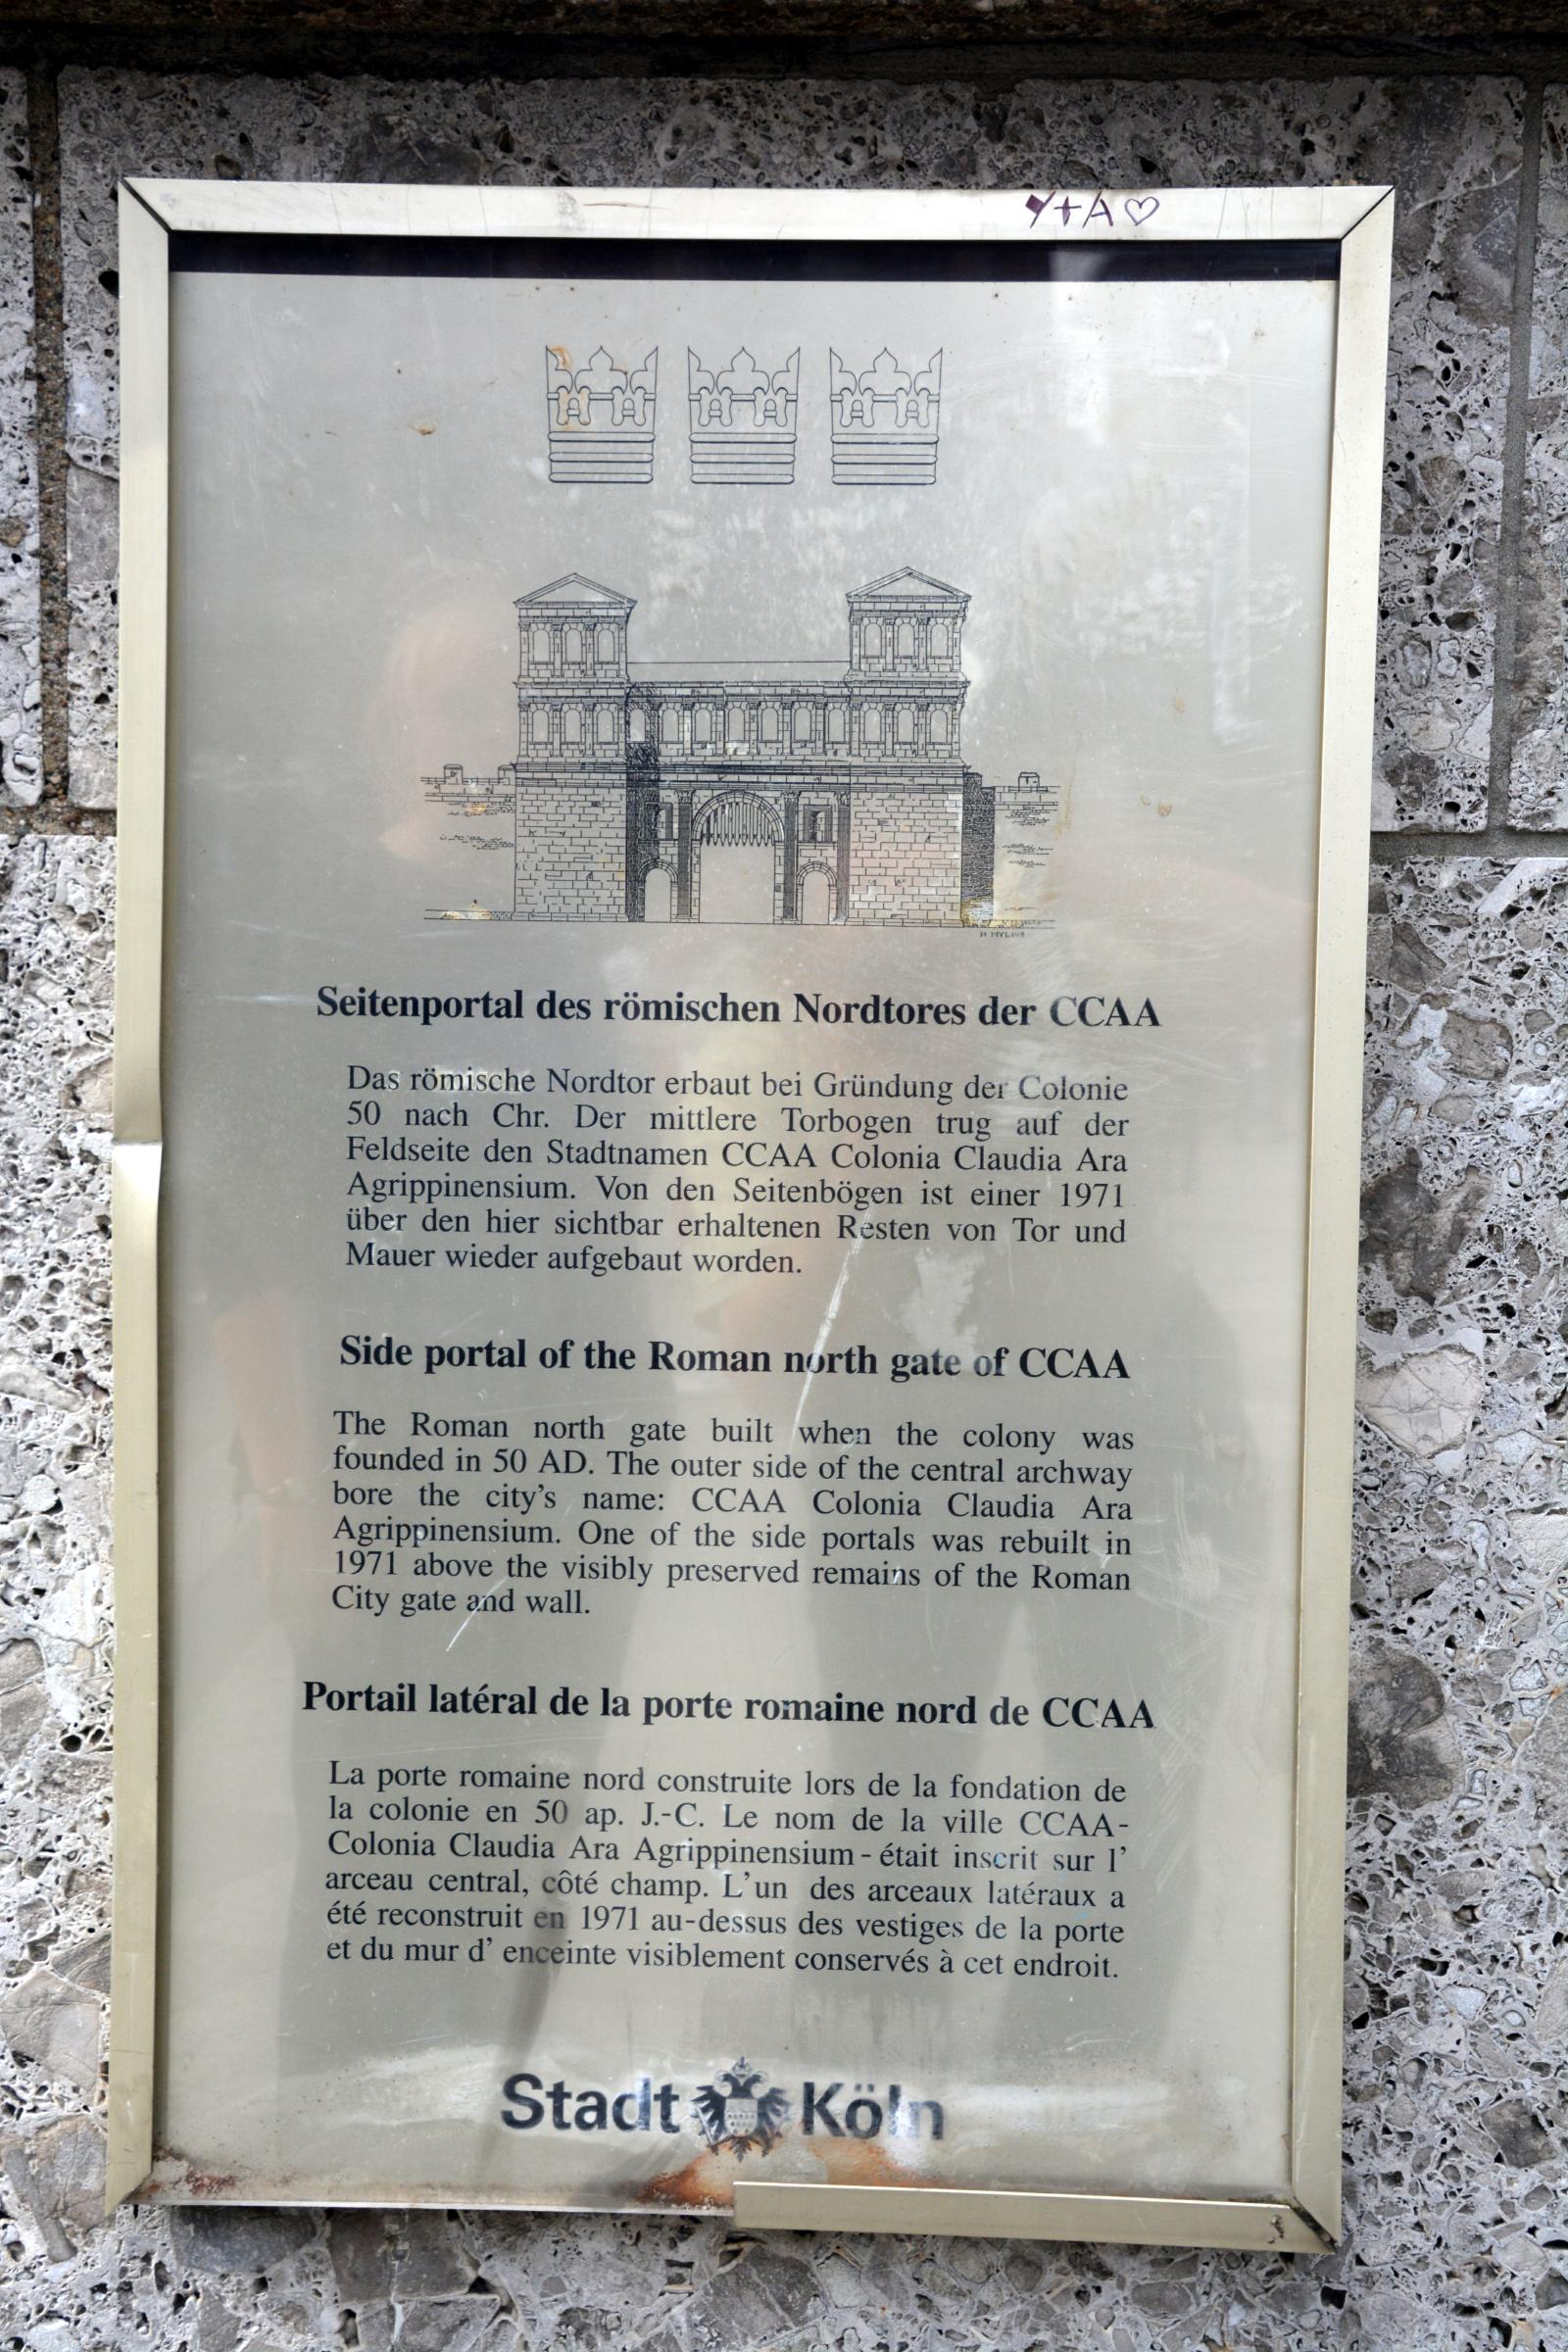 Y+A♡
Seitenportal des römischen Nordtores der CCAA
Das römische Nordtor erbaut bei Gründung der Colonie
50 nach Chr. Der mittlere Torbogen trug auf der
Feldseite den Stadtnamen CCAA Colonia Claudia Ara
Agrippinensium. Von den Seitenbögen ist einer 1971
über den hier sichtbar erhaltenen Resten von Tor und
Mauer wieder aufgebaut worden.
Side portal of the Roman north gate of CCAA
The Roman north gate built when the colony was
founded in 50 AD. The outer side of the central archway
bore the city's name: CCAA Colonia Claudia Ara
Agrippinensium. One of the side portals was rebuilt in
1971 above the visibly preserved remains of the Roman
City gate and wall.
Portail latéral de la porte romaine nord de CCAA
La porte romaine nord construite lors de la fondation de
la colonie en 50 ap. J.-C. Le nom de la ville CCAA-
Colonia Claudia Ara Agrippinensium - était inscrit sur l'
arceau central, côté champ. L'un des arceaux latéraux a
été reconstruit en 1971 au-dessus des vestiges de la porte
et du mur d' enceinte visiblement conservés à cet endroit.
Stadt Köln